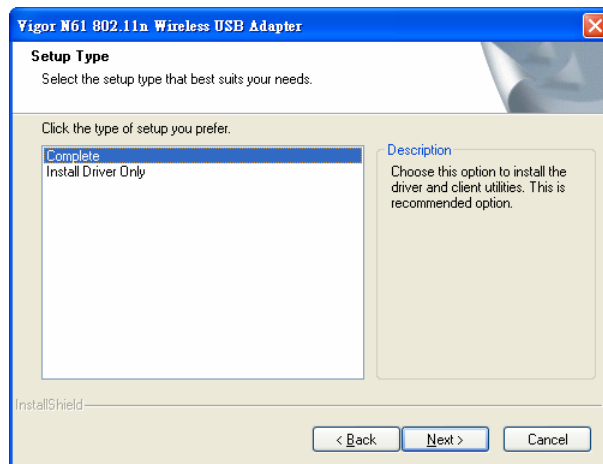 Vigor N61 802.11n Wireless USB Adapter
Setup Type
Select the setup type that best suits your needs.
Click the type of setup you prefer.
Complete
Install Driver Only
Description
Choose this option to install the
driver and client utilities. This is
recommended option.
InstallShield
< Back
Next >
Cancel